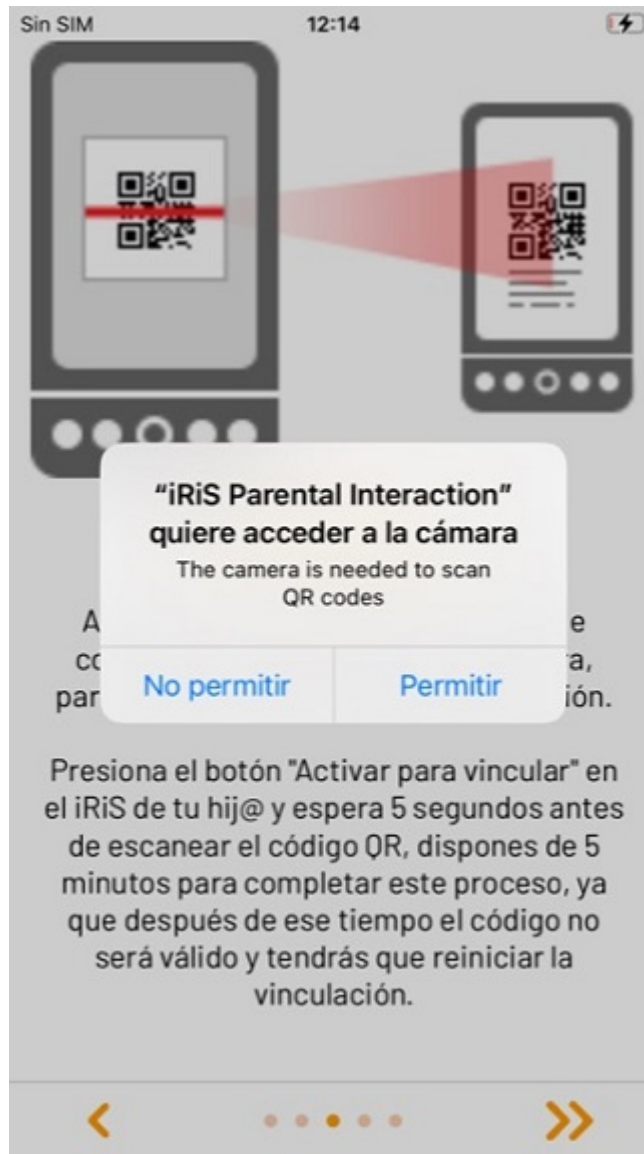 Sin SIM 12:14
“iRiS Parental Interaction”
quiere acceder a la cámara
The camera is needed to scan
QR codes
No permitir Permitir
Presiona el botón "Activar para vincular" en
el iRiS de tu hij@ y espera 5 segundos antes
de escanear el código QR, dispones de 5
minutos para completar este proceso, ya
que después de ese tiempo el código no
será válido y tendrás que reiniciar la
vinculación.